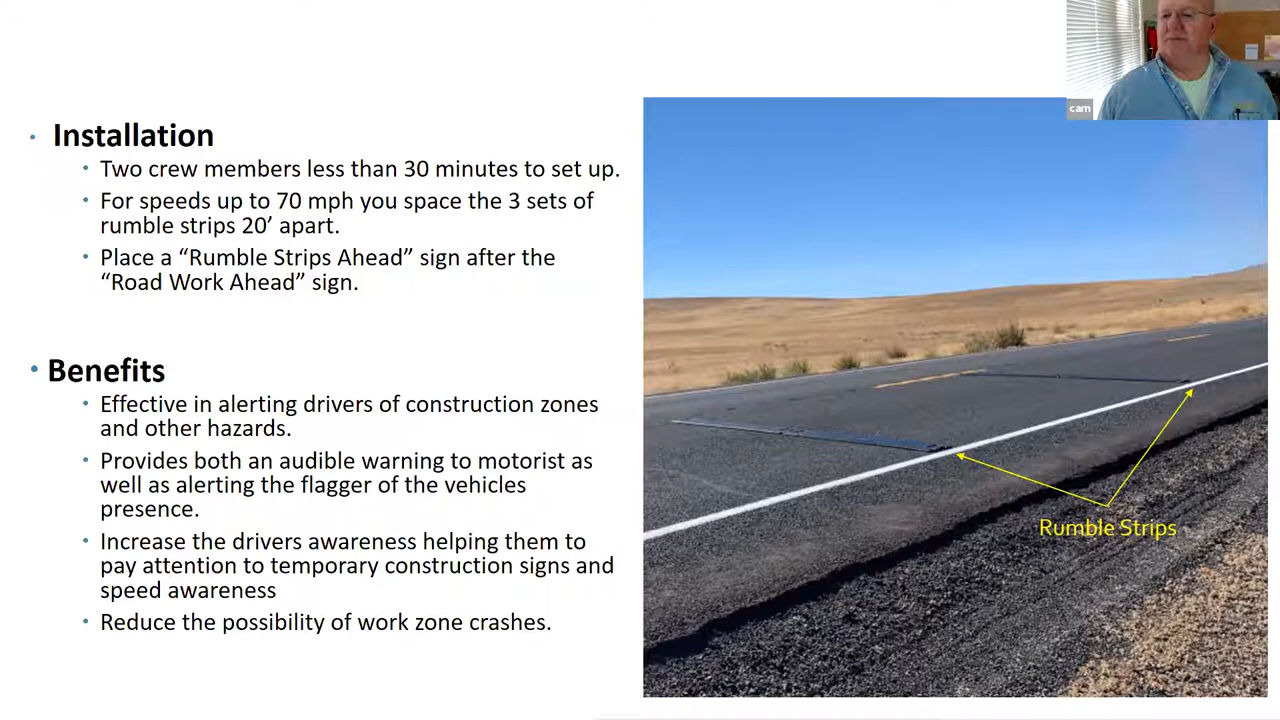 Installation
Two crew members less than 30 minutes to set up.
For speeds up to 70 mph you space the 3 sets of
rumble strips 20’ apart.
Place a “Rumble Strips Ahead” sign after the
“Road Work Ahead” sign.
Benefits
Effective in alerting drivers of construction zones
and other hazards.
Provides both an audible warning to motorist as
well as alerting the flagger of the vehicles
presence.
Increase the drivers awareness helping them to
pay attention to temporary construction signs and
speed awareness
Reduce the possibility of work zone crashes.
cam
Rumble Strips